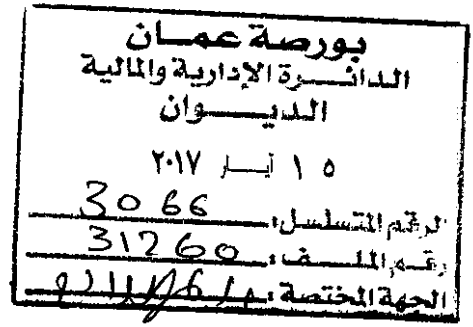 بورصة عمان
الدائرة الإدارية والمالية
الديوان
١٥ أيار ٢٠١٧
الرقم المتسلسل: 3066
رقم الملف: 31260
الجهة المختصة: